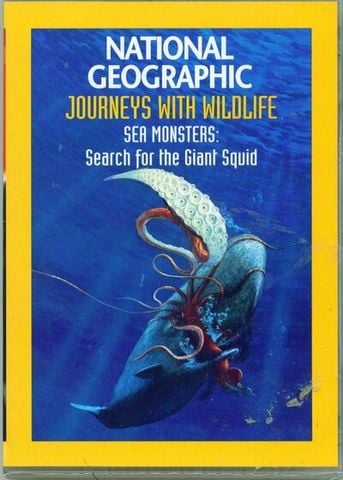 NATIONAL
GEOGRAPHIC
JOURNEYS WITH WILDLIFE
SEA MONSTERS:
Search for the Giant Squid